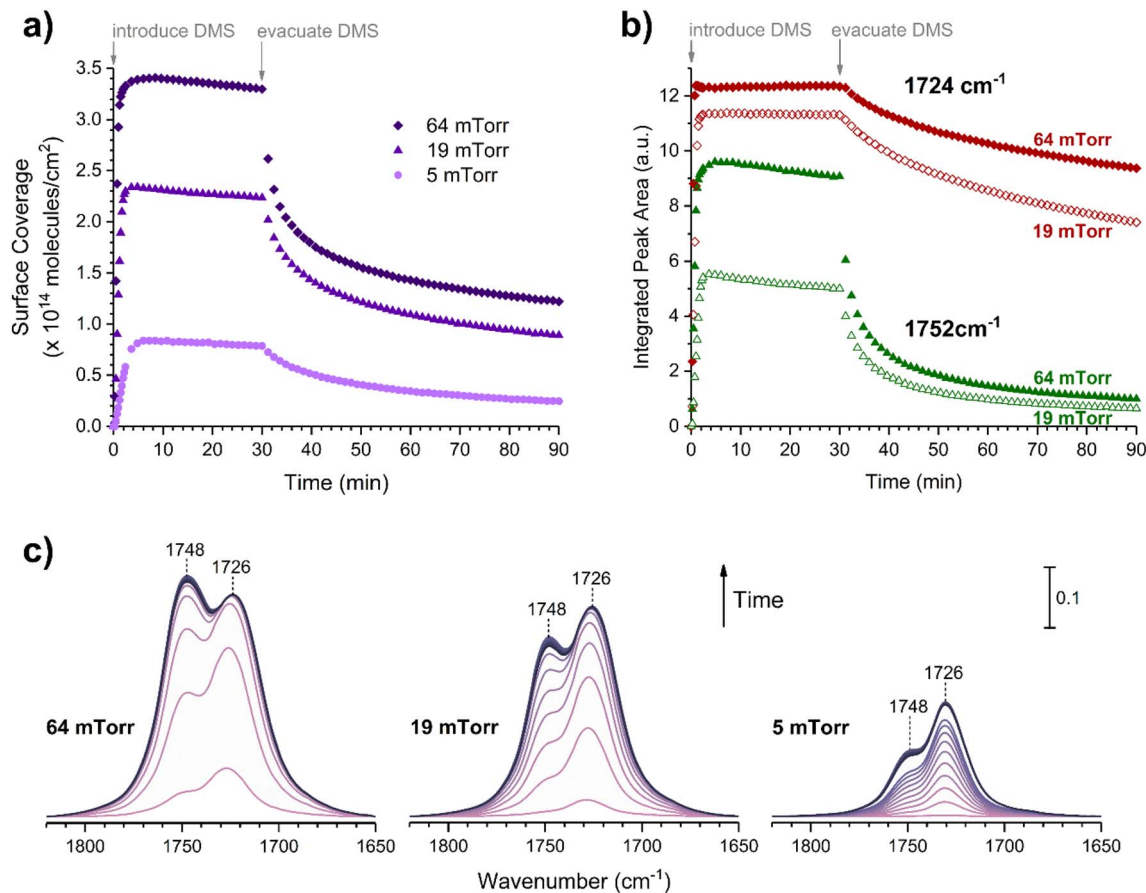 a)
introduce DMS
evacuate DMS
3.5
3.0
2.5
2.0
1.5
1.0
0.5
0.0
Surface Coverage
(x 10¹⁴ molecules/cm²)
64 mTorr
19 mTorr
5 mTorr
0 10 20 30 40 50 60 70 80 90
Time (min)
b)
introduce DMS
evacuate DMS
12
10
8
6
4
2
0
Integrated Peak Area (a.u.)
1724 cm⁻¹
64 mTorr
19 mTorr
1752cm⁻¹
64 mTorr
19 mTorr
0 10 20 30 40 50 60 70 80 90
Time (min)
c)
1748
1726
64 mTorr
1800 1750 1700 1650
1748
1726
19 mTorr
1800 1750 1700 1650
Time
0.1
1748
1726
5 mTorr
1800 1750 1700 1650
Wavenumber (cm⁻¹)